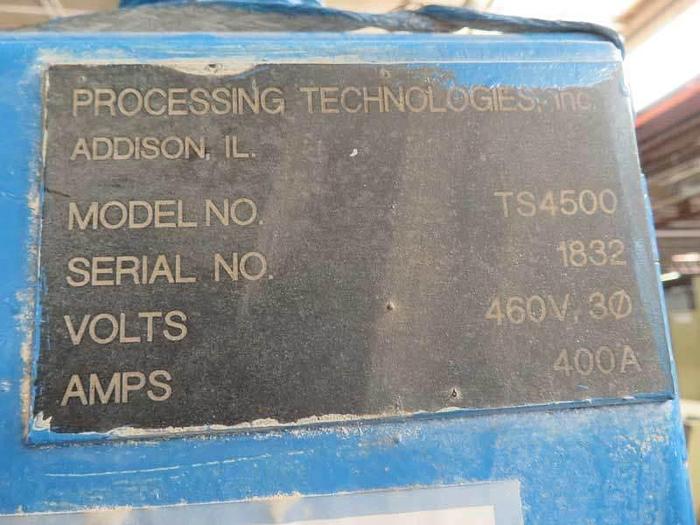 PROCESSING TECHNOLOGIES, Inc.
ADDISON, IL.
MODEL NO. TS4500
SERIAL NO. 1832
VOLTS 460V, 3Ø
AMPS 400A